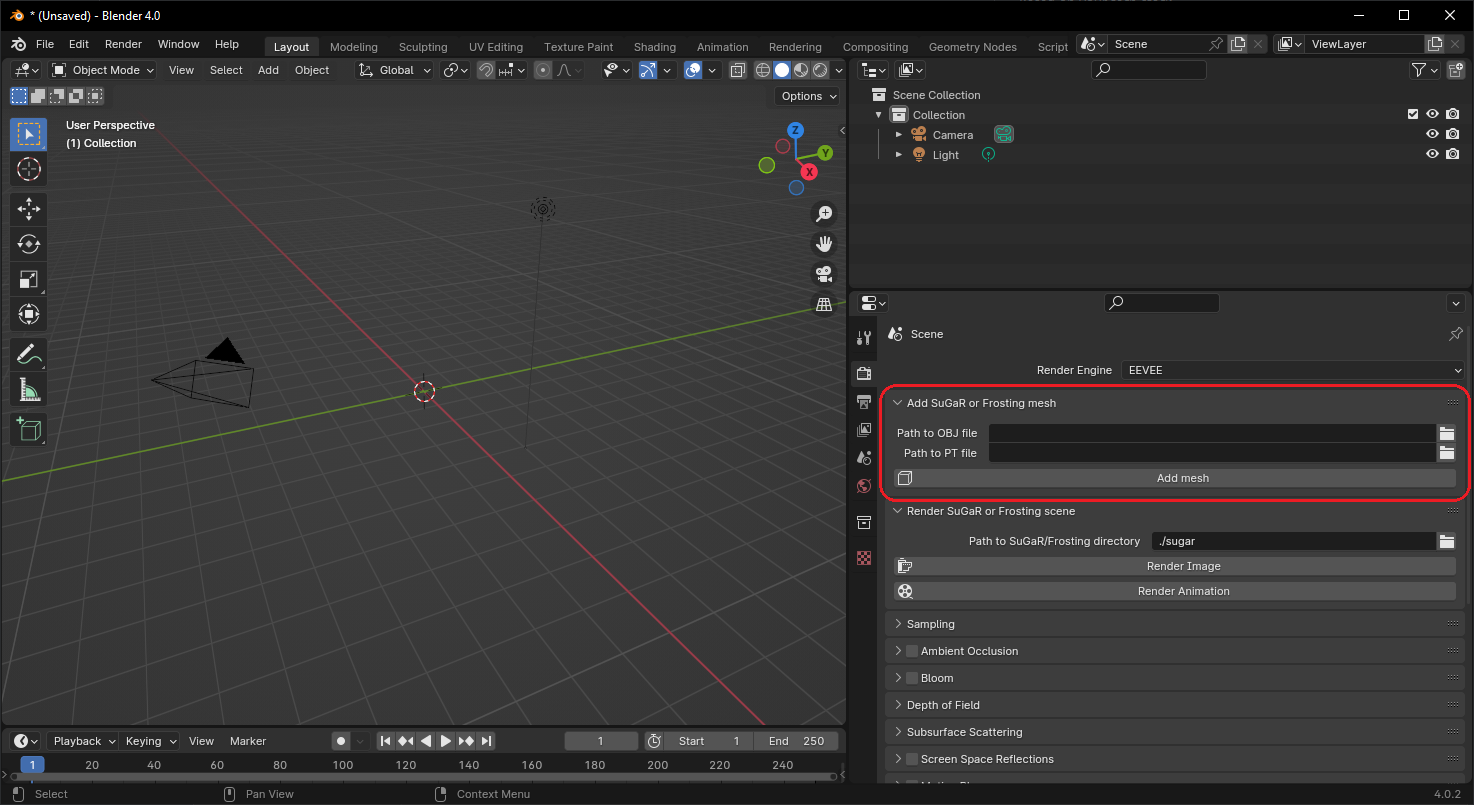 * (Unsaved) - Blender 4.0
File Edit Render Window Help Layout Modeling Sculpting UV Editing Texture Paint Shading Animation Rendering Compositing Geometry Nodes Script Scene ViewLayer
Object Mode View Select Add Object Global
Options
User Perspective
(1) Collection
Z
Y
X
Scene Collection
Collection
Camera
Light
Scene
Render Engine EEVEE
Add SuGaR or Frosting mesh
Path to OBJ file
Path to PT file
Add mesh
Render SuGaR or Frosting scene
Path to SuGaR/Frosting directory ./sugar
Render Image
Render Animation
Sampling
Ambient Occlusion
Bloom
Depth of Field
Subsurface Scattering
Screen Space Reflections
Playback Keying View Marker 1 Start 1 End 250
1 20 40 60 80 100 120 140 160 180 200 220 240
Select Pan View Context Menu 4.0.2